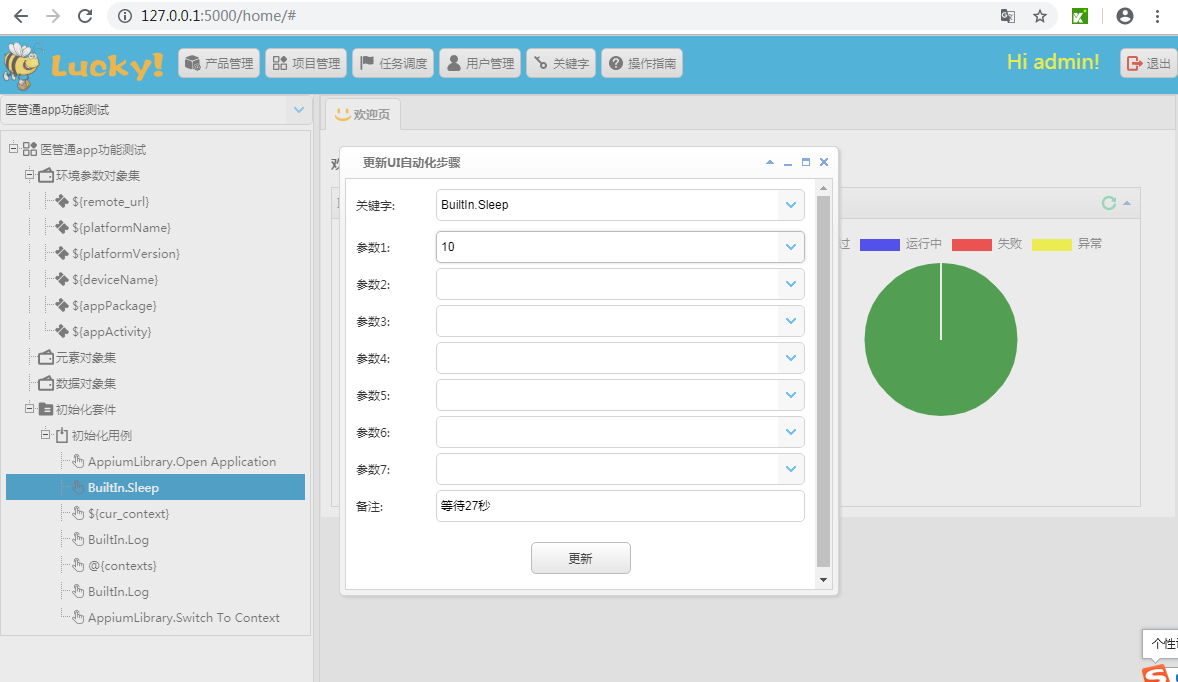 127.0.0.1:5000/home/#
Lucky!
产品管理
项目管理
任务调度
用户管理
关键字
操作指南
Hi admin!
退出
医管通app功能测试
欢迎页
医管通app功能测试
环境参数对象集
${remote_url}
${platformName}
${platformVersion}
${deviceName}
${appPackage}
${appActivity}
元素对象集
数据对象集
初始化套件
初始化用例
AppiumLibrary.Open Application
BuiltIn.Sleep
${cur_context}
BuiltIn.Log
@{contexts}
BuiltIn.Log
AppiumLibrary.Switch To Context
更新UI自动化步骤
关键字:
BuiltIn.Sleep
参数1:
10
参数2:
参数3:
参数4:
参数5:
参数6:
参数7:
备注:
等待27秒
更新
过
运行中
失败
异常
个性